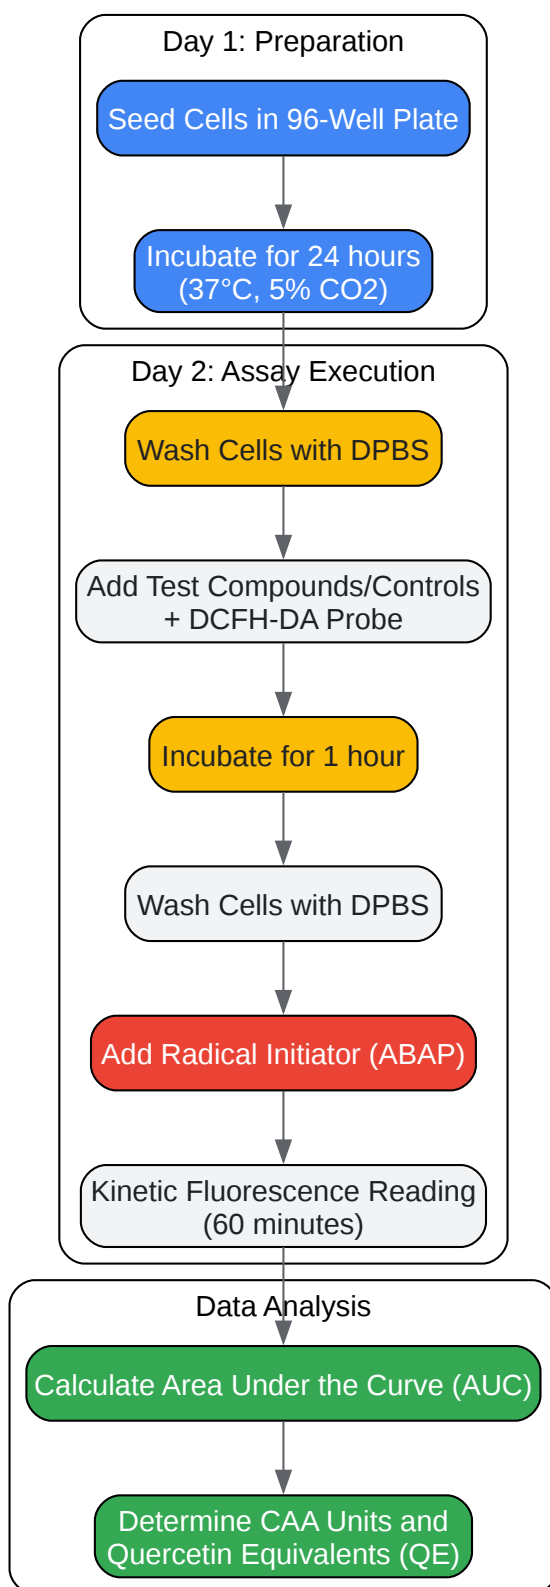 Day 1: Preparation
Seed Cells in 96-Well Plate
Incubate for 24 hours
(37°C, 5% CO2)
Day 2: Assay Execution
Wash Cells with DPBS
Add Test Compounds/Controls
+ DCFH-DA Probe
Incubate for 1 hour
Wash Cells with DPBS
Add Radical Initiator (ABAP)
Kinetic Fluorescence Reading
(60 minutes)
Data Analysis
Calculate Area Under the Curve (AUC)
Determine CAA Units and
Quercetin Equivalents (QE)